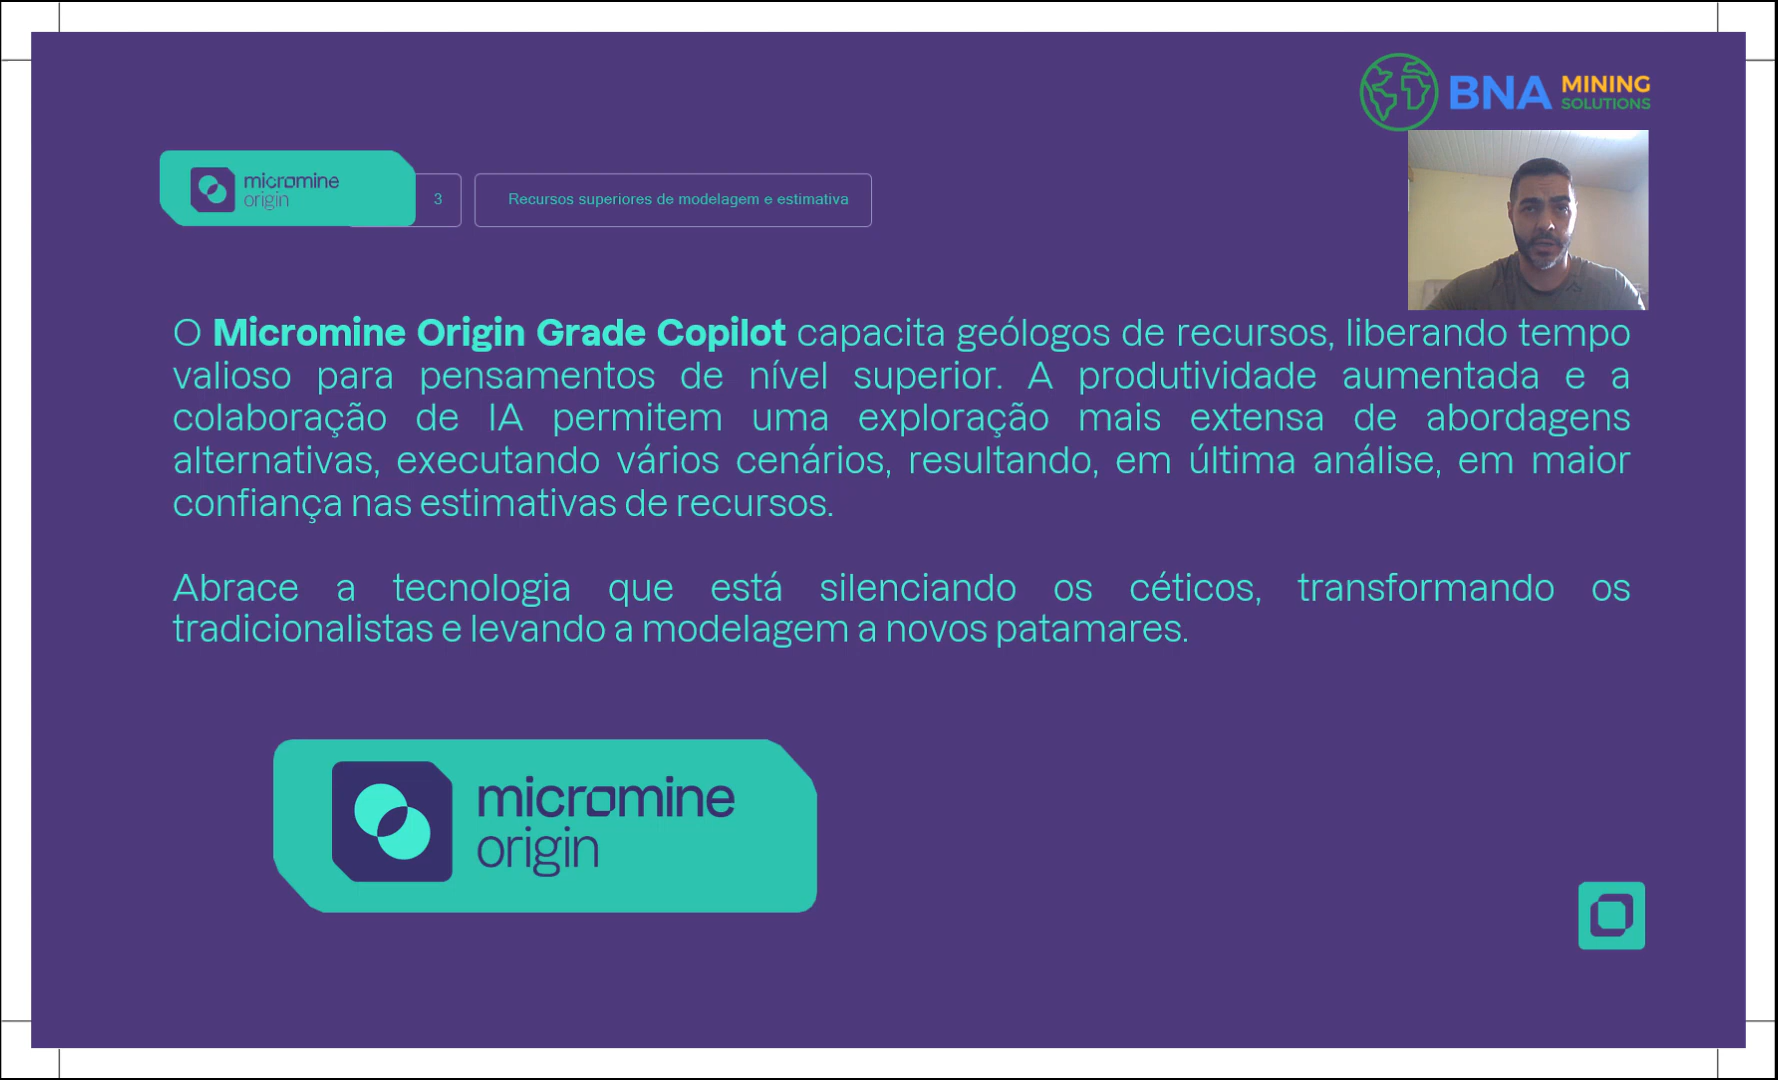 BNA MINING
SOLUTIONS
micromine
origin
3
Recursos superiores de modelagem e estimativa
O Micromine Origin Grade Copilot capacita geólogos de recursos, liberando tempo
valioso para pensamentos de nível superior. A produtividade aumentada e a
colaboração de IA permitem uma exploração mais extensa de abordagens
alternativas, executando vários cenários, resultando, em última análise, em maior
confiança nas estimativas de recursos.
Abrace a tecnologia que está silenciando os céticos, transformando os
tradicionalistas e levando a modelagem a novos patamares.
micromine
origin